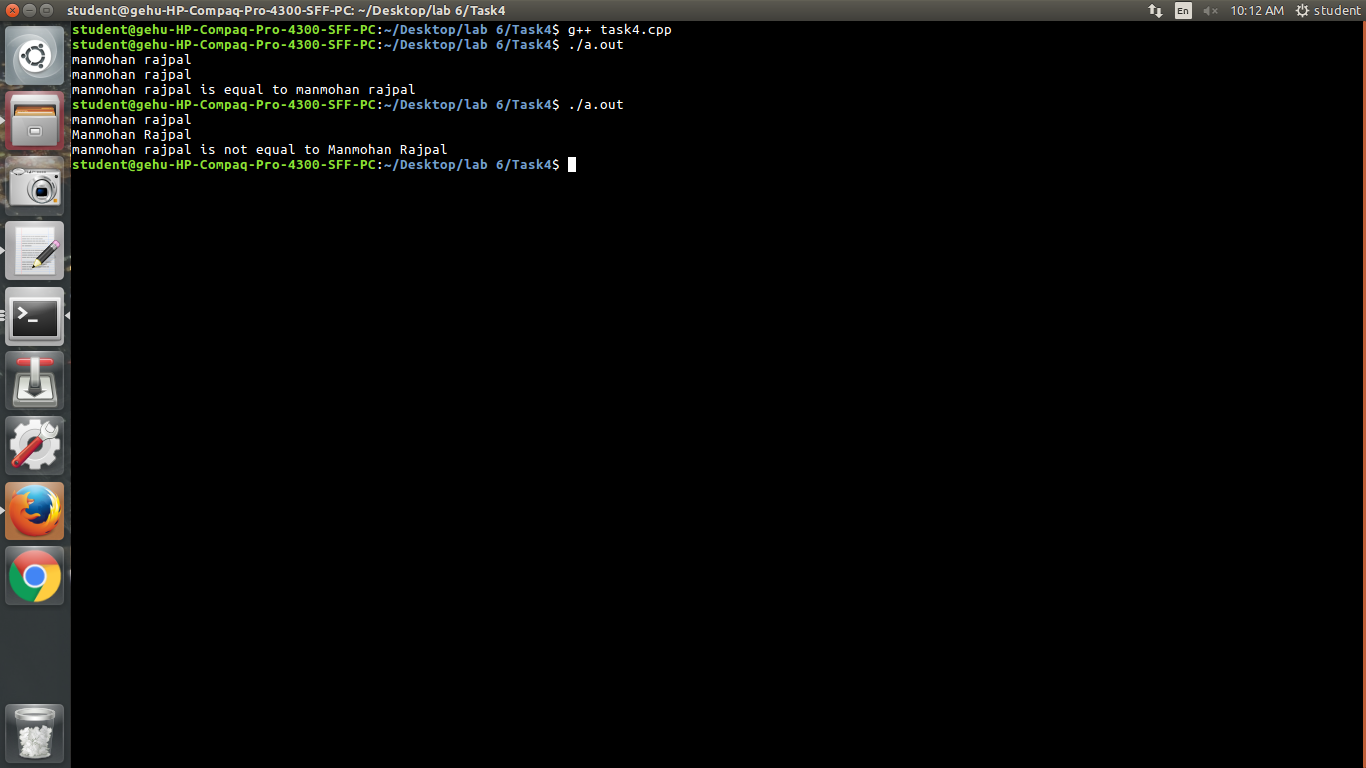 student@gehu-HP-Compaq-Pro-4300-SFF-PC: ~/Desktop/lab 6/Task4
En
10:12 AM
student
student@gehu-HP-Compaq-Pro-4300-SFF-PC:~/Desktop/lab 6/Task4$ g++ task4.cpp
student@gehu-HP-Compaq-Pro-4300-SFF-PC:~/Desktop/lab 6/Task4$ ./a.out
manmohan rajpal
manmohan rajpal
manmohan rajpal is equal to manmohan rajpal
student@gehu-HP-Compaq-Pro-4300-SFF-PC:~/Desktop/lab 6/Task4$ ./a.out
manmohan rajpal
Manmohan Rajpal
manmohan rajpal is not equal to Manmohan Rajpal
student@gehu-HP-Compaq-Pro-4300-SFF-PC:~/Desktop/lab 6/Task4$